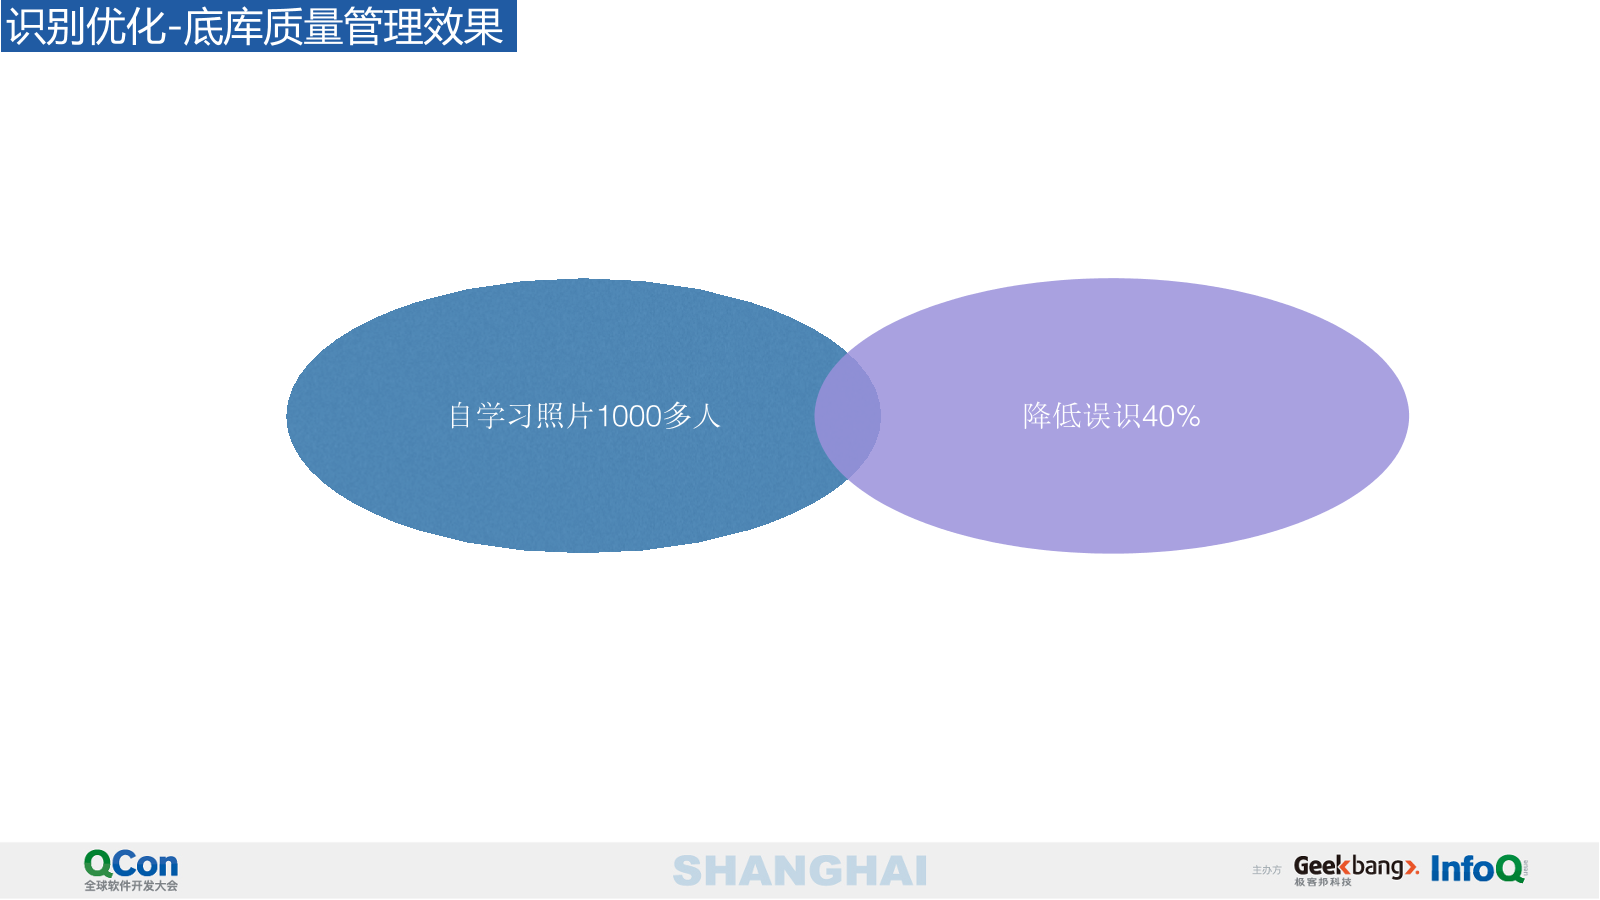 识别优化-底库质量管理效果
自学习照片1000多人
降低误识40%
QCon
全球软件开发大会
SHANGHAI
主办方
Geekbang
极客邦科技
InfoQ